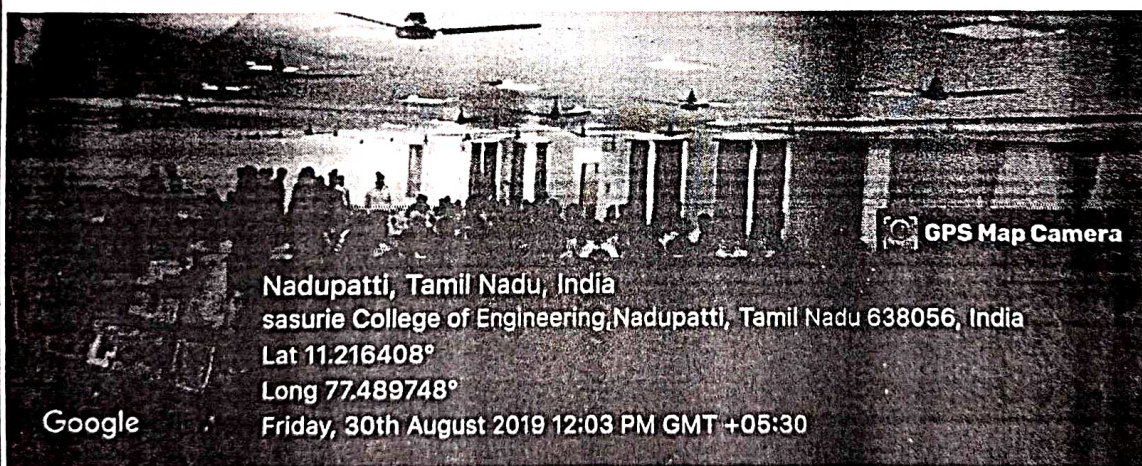 GPS Map Camera
Nadupatti, Tamil Nadu, India
sasurie College of Engineering,Nadupatti, Tamil Nadu 638056, India
Lat 11.216408°
Long 77.489748°
Google
Friday, 30th August 2019 12:03 PM GMT +05:30